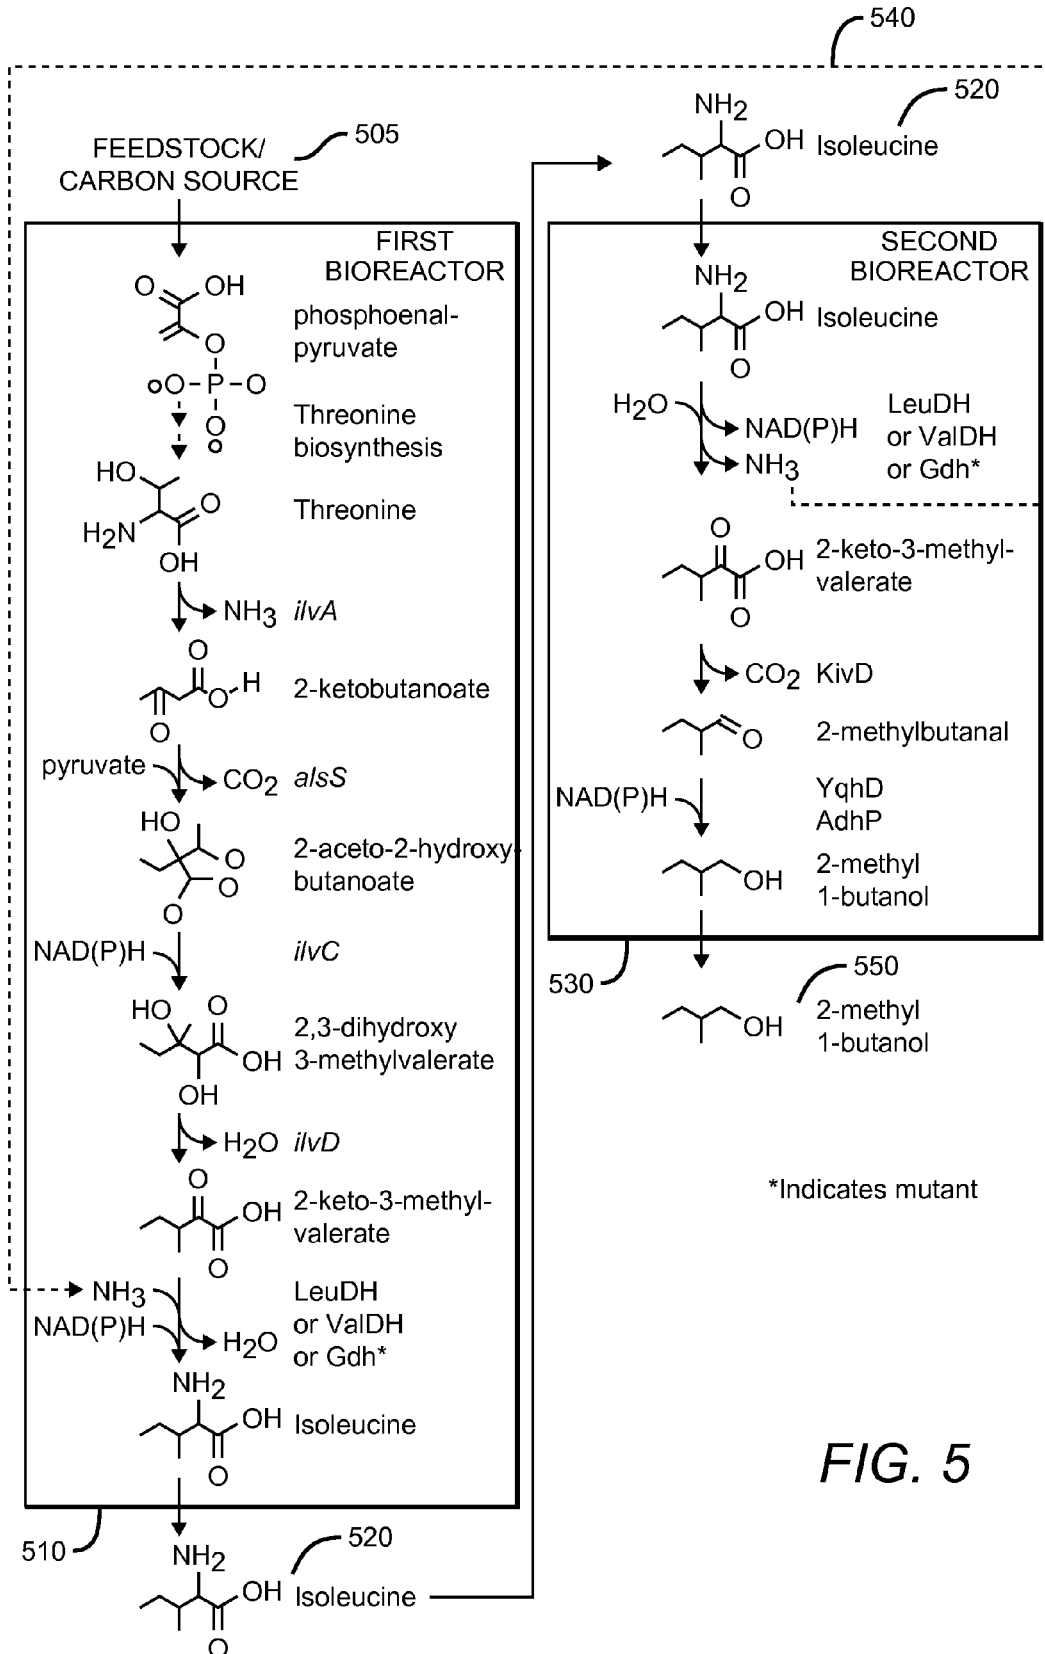 540
NH2
OH
O
Isoleucine
520
FEEDSTOCK/
CARBON SOURCE
505
FIRST
BIOREACTOR
O
OH
O
O
P
O
O
phosphoenal-
pyruvate
Threonine
biosynthesis
HO
O
H2N
OH
Threonine
NH3
ilvA
O
O
H
O
2-ketobutanoate
pyruvate
CO2
alsS
HO
O
O
O
2-aceto-2-hydroxy-
butanoate
NAD(P)H
ilvC
HO
O
OH
OH
2,3-dihydroxy
3-methylvalerate
H2O
ilvD
O
OH
O
2-keto-3-methyl-
valerate
NH3
NAD(P)H
H2O
LeuDH
or ValDH
or Gdh*
NH2
OH
O
Isoleucine
510
NH2
OH
O
Isoleucine
520
SECOND
BIOREACTOR
NH2
OH
O
Isoleucine
H2O
NAD(P)H
NH3
LeuDH
or ValDH
or Gdh*
O
OH
O
2-keto-3-methyl-
valerate
CO2
KivD
O
2-methylbutanal
NAD(P)H
YqhD
AdhP
OH
2-methyl
1-butanol
530
550
OH
2-methyl
1-butanol
*Indicates mutant
FIG. 5